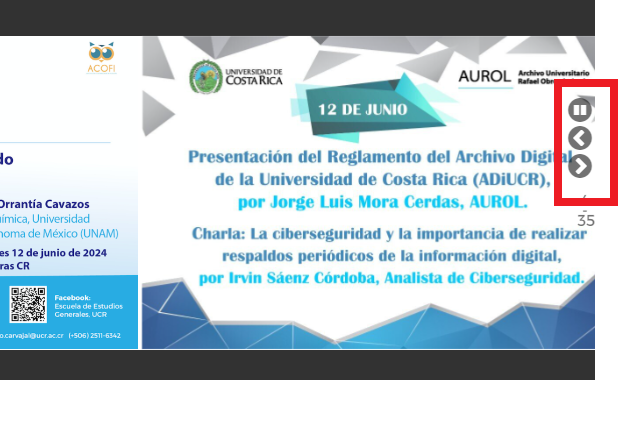 ACOFI
do
Orrantía Cavazos
uímica, Universidad
noma de México (UNAM)
es 12 de junio de 2024
ras CR
Facebook:
Escuela de Estudios
Generales, UCR
o.carvajal@ucr.ac.cr (+506) 2511-6342
UNIVERSIDAD DE
COSTA RICA
AUROL
Archivo Universitario
Rafael Obre
12 DE JUNIO
Presentación del Reglamento del Archivo Digital
de la Universidad de Costa Rica (ADiUCR),
por Jorge Luis Mora Cerdas, AUROL.
Charla: La ciberseguridad y la importancia de realizar
respaldos periódicos de la información digital,
por Irvin Sáenz Córdoba, Analista de Ciberseguridad.
35